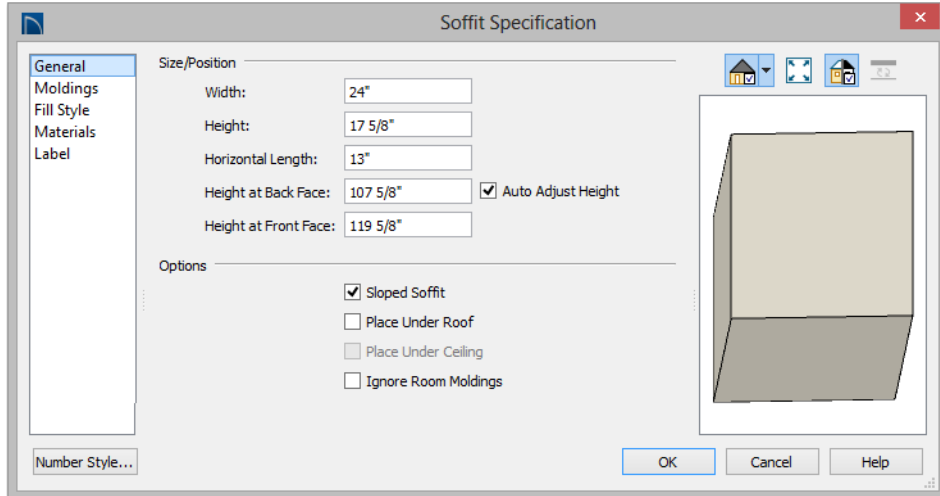 Soffit Specification
General
Moldings
Fill Style
Materials
Label
Size/Position
Width: 24"
Height: 17 5/8"
Horizontal Length: 13"
Height at Back Face: 107 5/8" Auto Adjust Height
Height at Front Face: 119 5/8"
Options
Sloped Soffit
Place Under Roof
Place Under Ceiling
Ignore Room Moldings
Number Style... OK Cancel Help